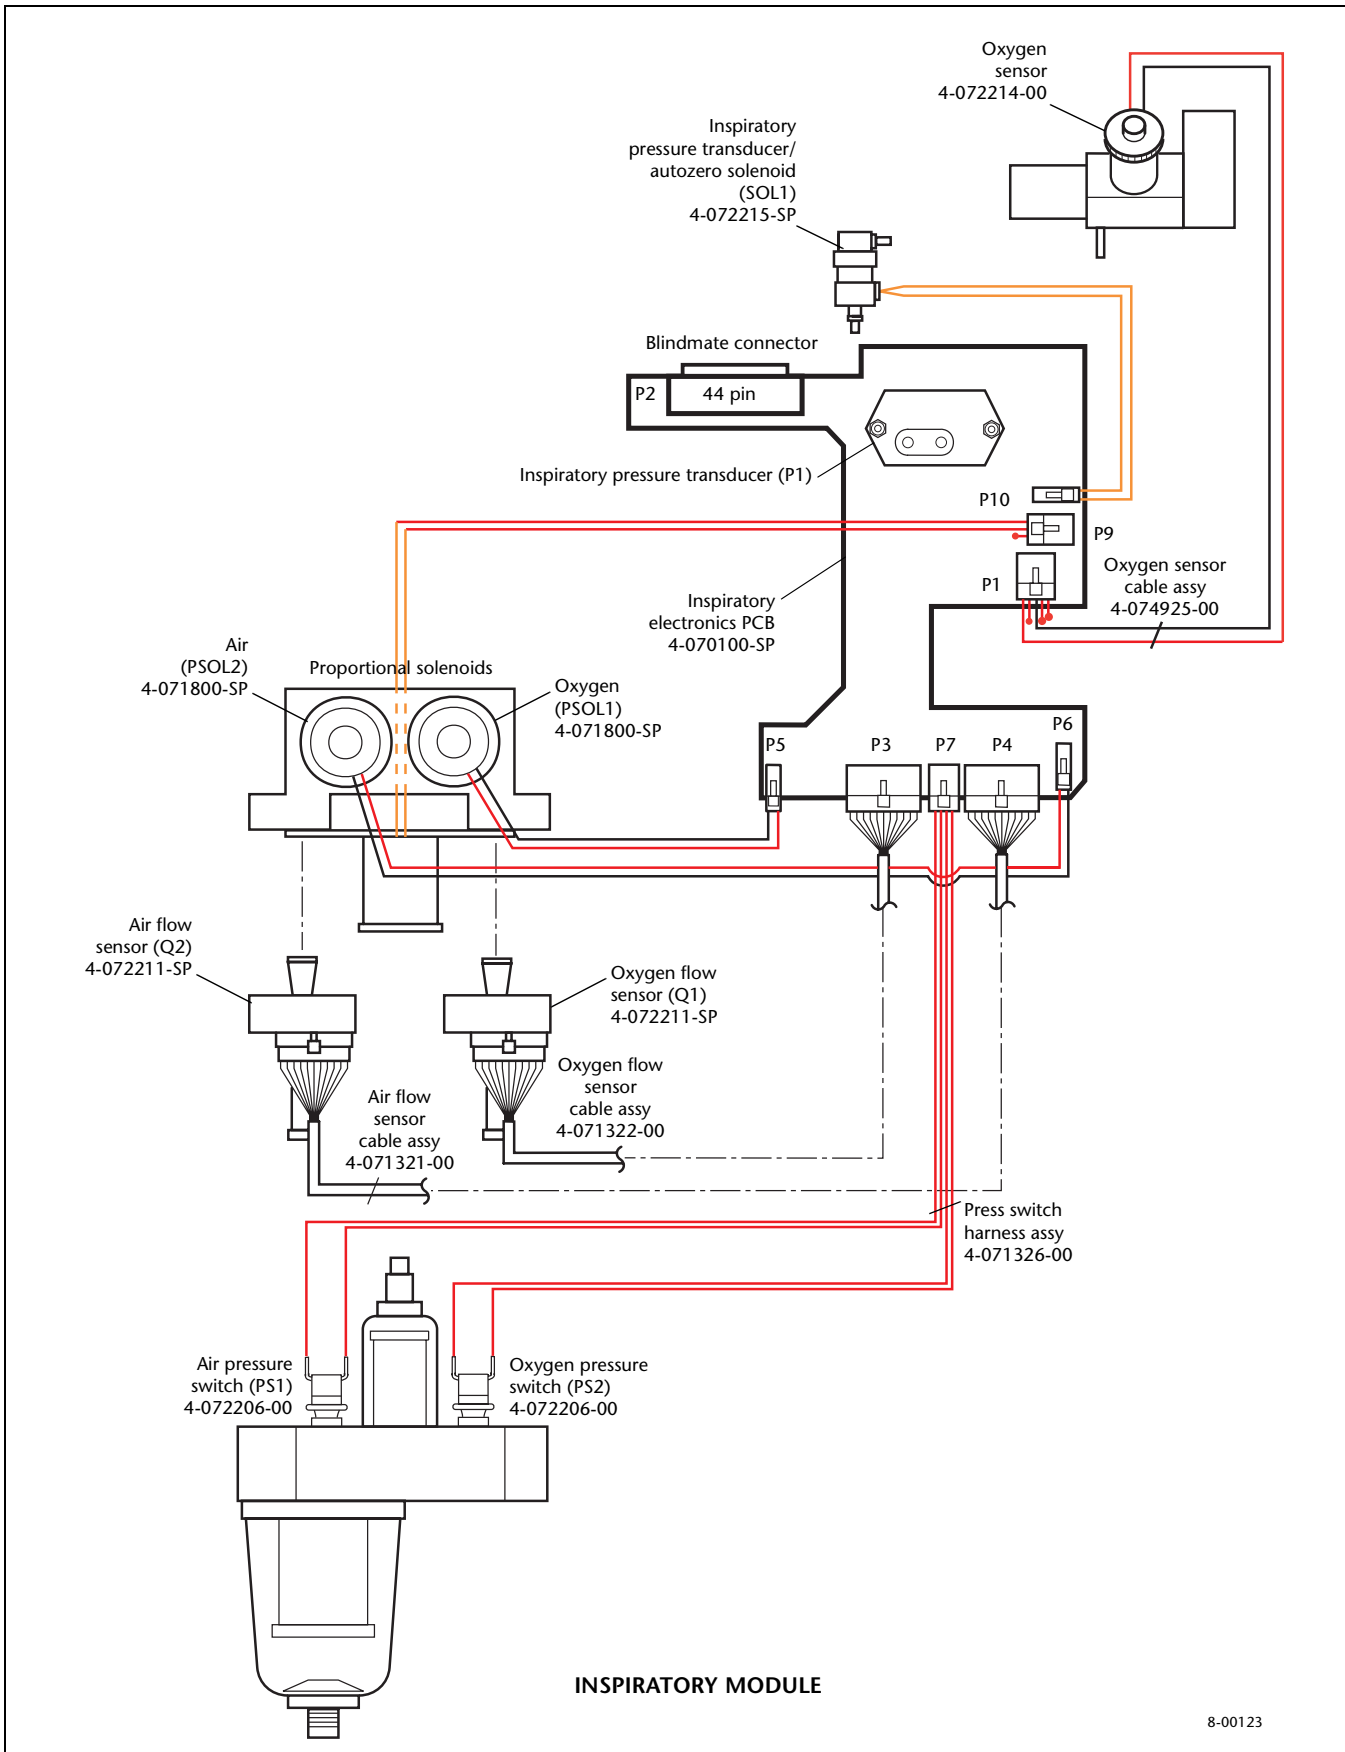 Oxygen
sensor
4-072214-00
Inspiratory
pressure transducer/
autozero solenoid
(SOL1)
4-072215-SP
Blindmate connector
P2
44 pin
Inspiratory pressure transducer (P1)
P10
P9
P1
Oxygen sensor
cable assy
4-074925-00
Inspiratory
electronics PCB
4-070100-SP
Air
(PSOL2)
4-071800-SP
Proportional solenoids
Oxygen
(PSOL1)
4-071800-SP
P5
P3
P7
P4
P6
Air flow
sensor (Q2)
4-072211-SP
Oxygen flow
sensor (Q1)
4-072211-SP
Oxygen flow
sensor
cable assy
4-071322-00
Air flow
sensor
cable assy
4-071321-00
Press switch
harness assy
4-071326-00
Air pressure
switch (PS1)
4-072206-00
Oxygen pressure
switch (PS2)
4-072206-00
INSPIRATORY MODULE
8-00123